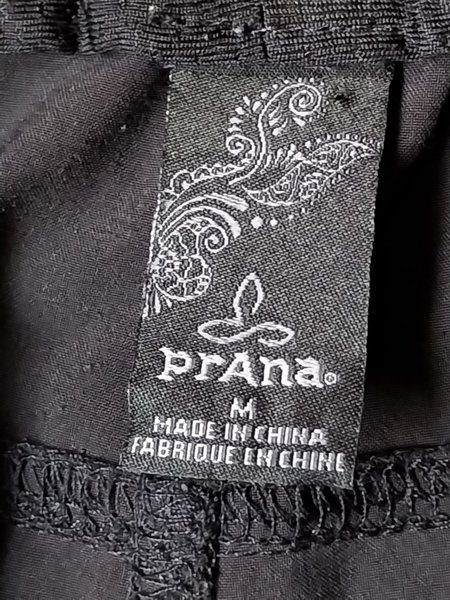 prAna®
M
MADE IN CHINA
FABRIQUE EN CHINE